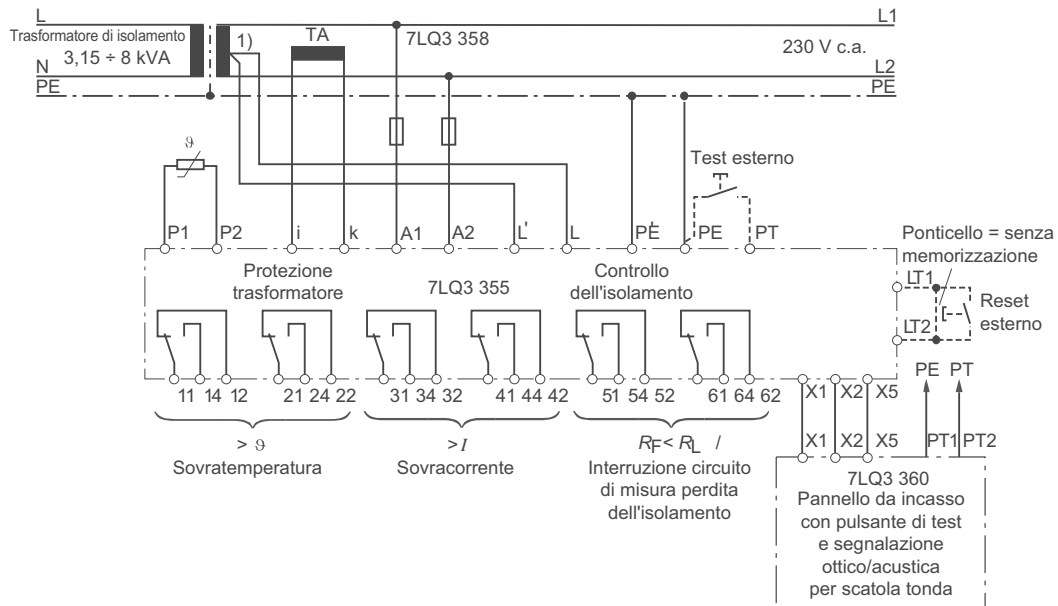 L
L1
Trasformatore di isolamento
3,15 ÷ 8 kVA
1)
TA
7LQ3 358
230 V c.a.
N
L2
PE
PE
ϑ
Test esterno
P1 P2 i k A1 A2 L' L PE' PE PT
Ponticello = senza
memorizzazione
Protezione
trasformatore
7LQ3 355
Controllo
dell'isolamento
LT1
Reset
esterno
LT2
11 14 12 21 24 22 31 34 32 41 44 42 51 54 52 61 64 62
PE PT
X1 X2 X5
X1 X2 X5 PT1 PT2
> ϑ
Sovratemperatura
>I
Sovracorrente
RF< RL /
Interruzione circuito
di misura perdita
dell'isolamento
7LQ3 360
Pannello da incasso
con pulsante di test
e segnalazione
ottico/acustica
per scatola tonda